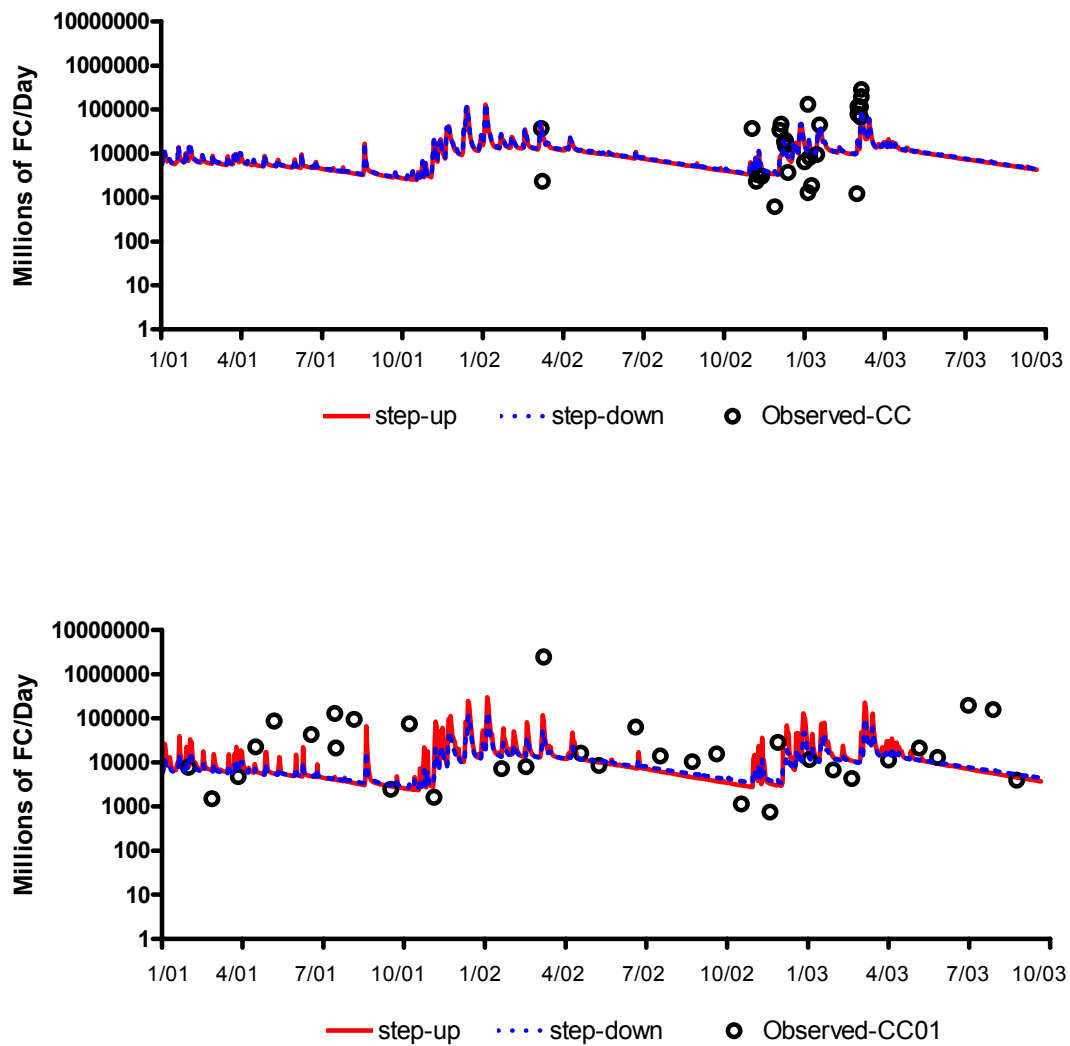 10000000
1000000
100000
10000
1000
100
10
1
Millions of FC/Day
1/01 4/01 7/01 10/01 1/02 4/02 7/02 10/02 1/03 4/03 7/03 10/03
step-up step-down Observed-CC
10000000
1000000
100000
10000
1000
100
10
1
Millions of FC/Day
1/01 4/01 7/01 10/01 1/02 4/02 7/02 10/02 1/03 4/03 7/03 10/03
step-up step-down Observed-CC01